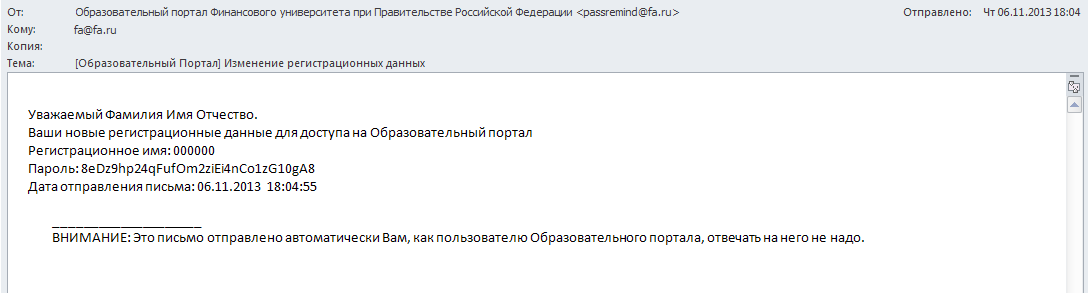 От: Образовательный портал Финансового университета при Правительстве Российской Федерации <passremind@fa.ru> Отправлено: Чт 06.11.2013 18:04
Кому: fa@fa.ru
Копия:
Тема: [Образовательный Портал] Изменение регистрационных данных
Уважаемый Фамилия Имя Отчество.
Ваши новые регистрационные данные для доступа на Образовательный портал
Регистрационное имя: 000000
Пароль: 8eDz9hp24qFufOm2ziEi4nCo1zG10gA8
Дата отправления письма: 06.11.2013 18:04:55
____________________
ВНИМАНИЕ: Это письмо отправлено автоматически Вам, как пользователю Образовательного портала, отвечать на него не надо.